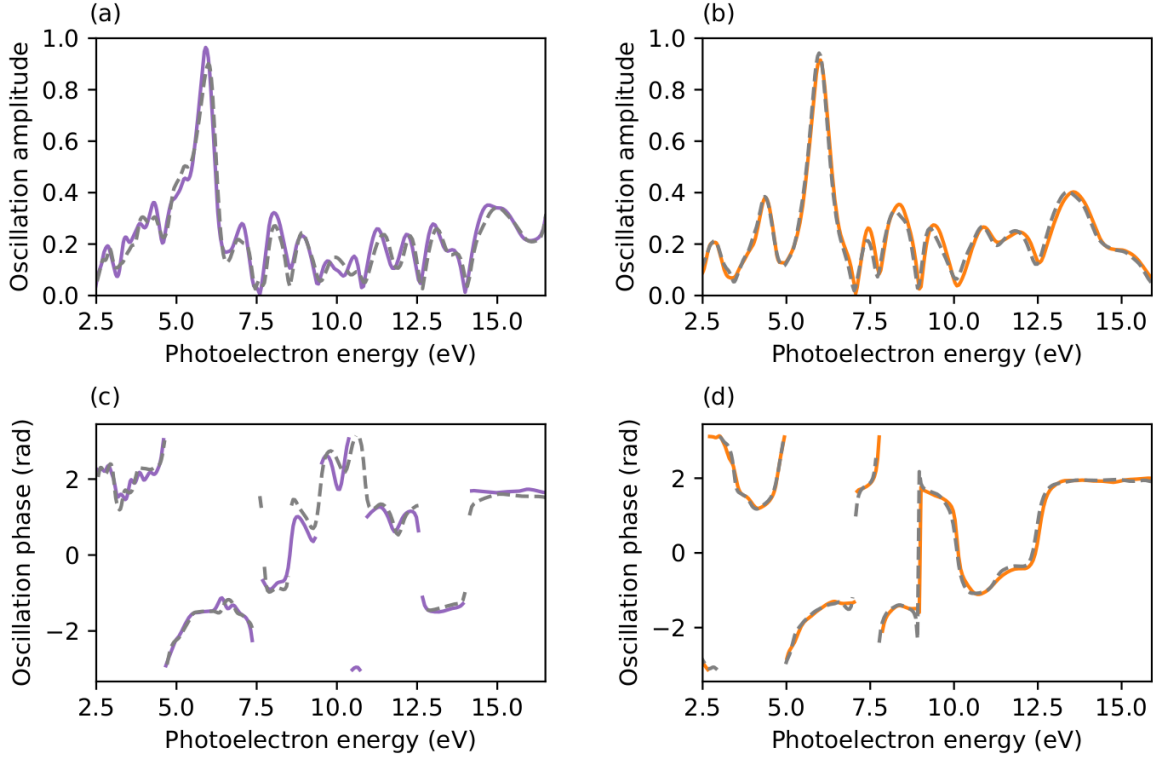 (a)
1.0
0.8
0.6
0.4
0.2
0.0
Oscillation amplitude
2.5 5.0 7.5 10.0 12.5 15.0
Photoelectron energy (eV)
(b)
1.0
0.8
0.6
0.4
0.2
0.0
Oscillation amplitude
2.5 5.0 7.5 10.0 12.5 15.0
Photoelectron energy (eV)
(c)
2
0
−2
Oscillation phase (rad)
2.5 5.0 7.5 10.0 12.5 15.0
Photoelectron energy (eV)
(d)
2
0
−2
Oscillation phase (rad)
2.5 5.0 7.5 10.0 12.5 15.0
Photoelectron energy (eV)